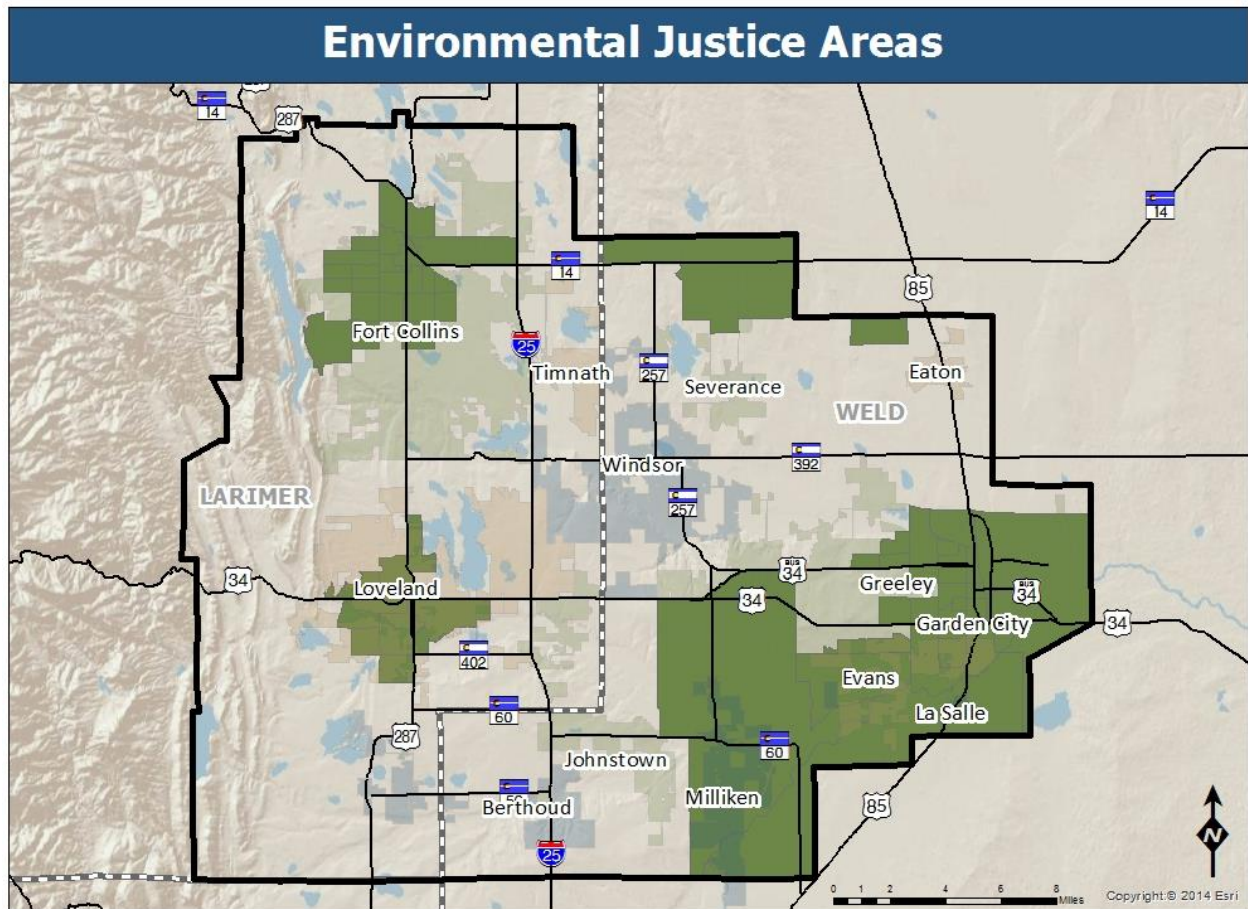 Environmental Justice Areas
14
287
14
14
85
Fort Collins
25
Timnath
257
Severance
Eaton
WELD
Windsor
392
LARIMER
257
34
Loveland
BUS
34
Greeley
34
BUS
34
Garden City
34
402
Evans
60
La Salle
287
60
Johnstown
Milliken
Berthoud
85
25
N
0 2 4 6 8
Miles
Copyright:© 2014 Esri